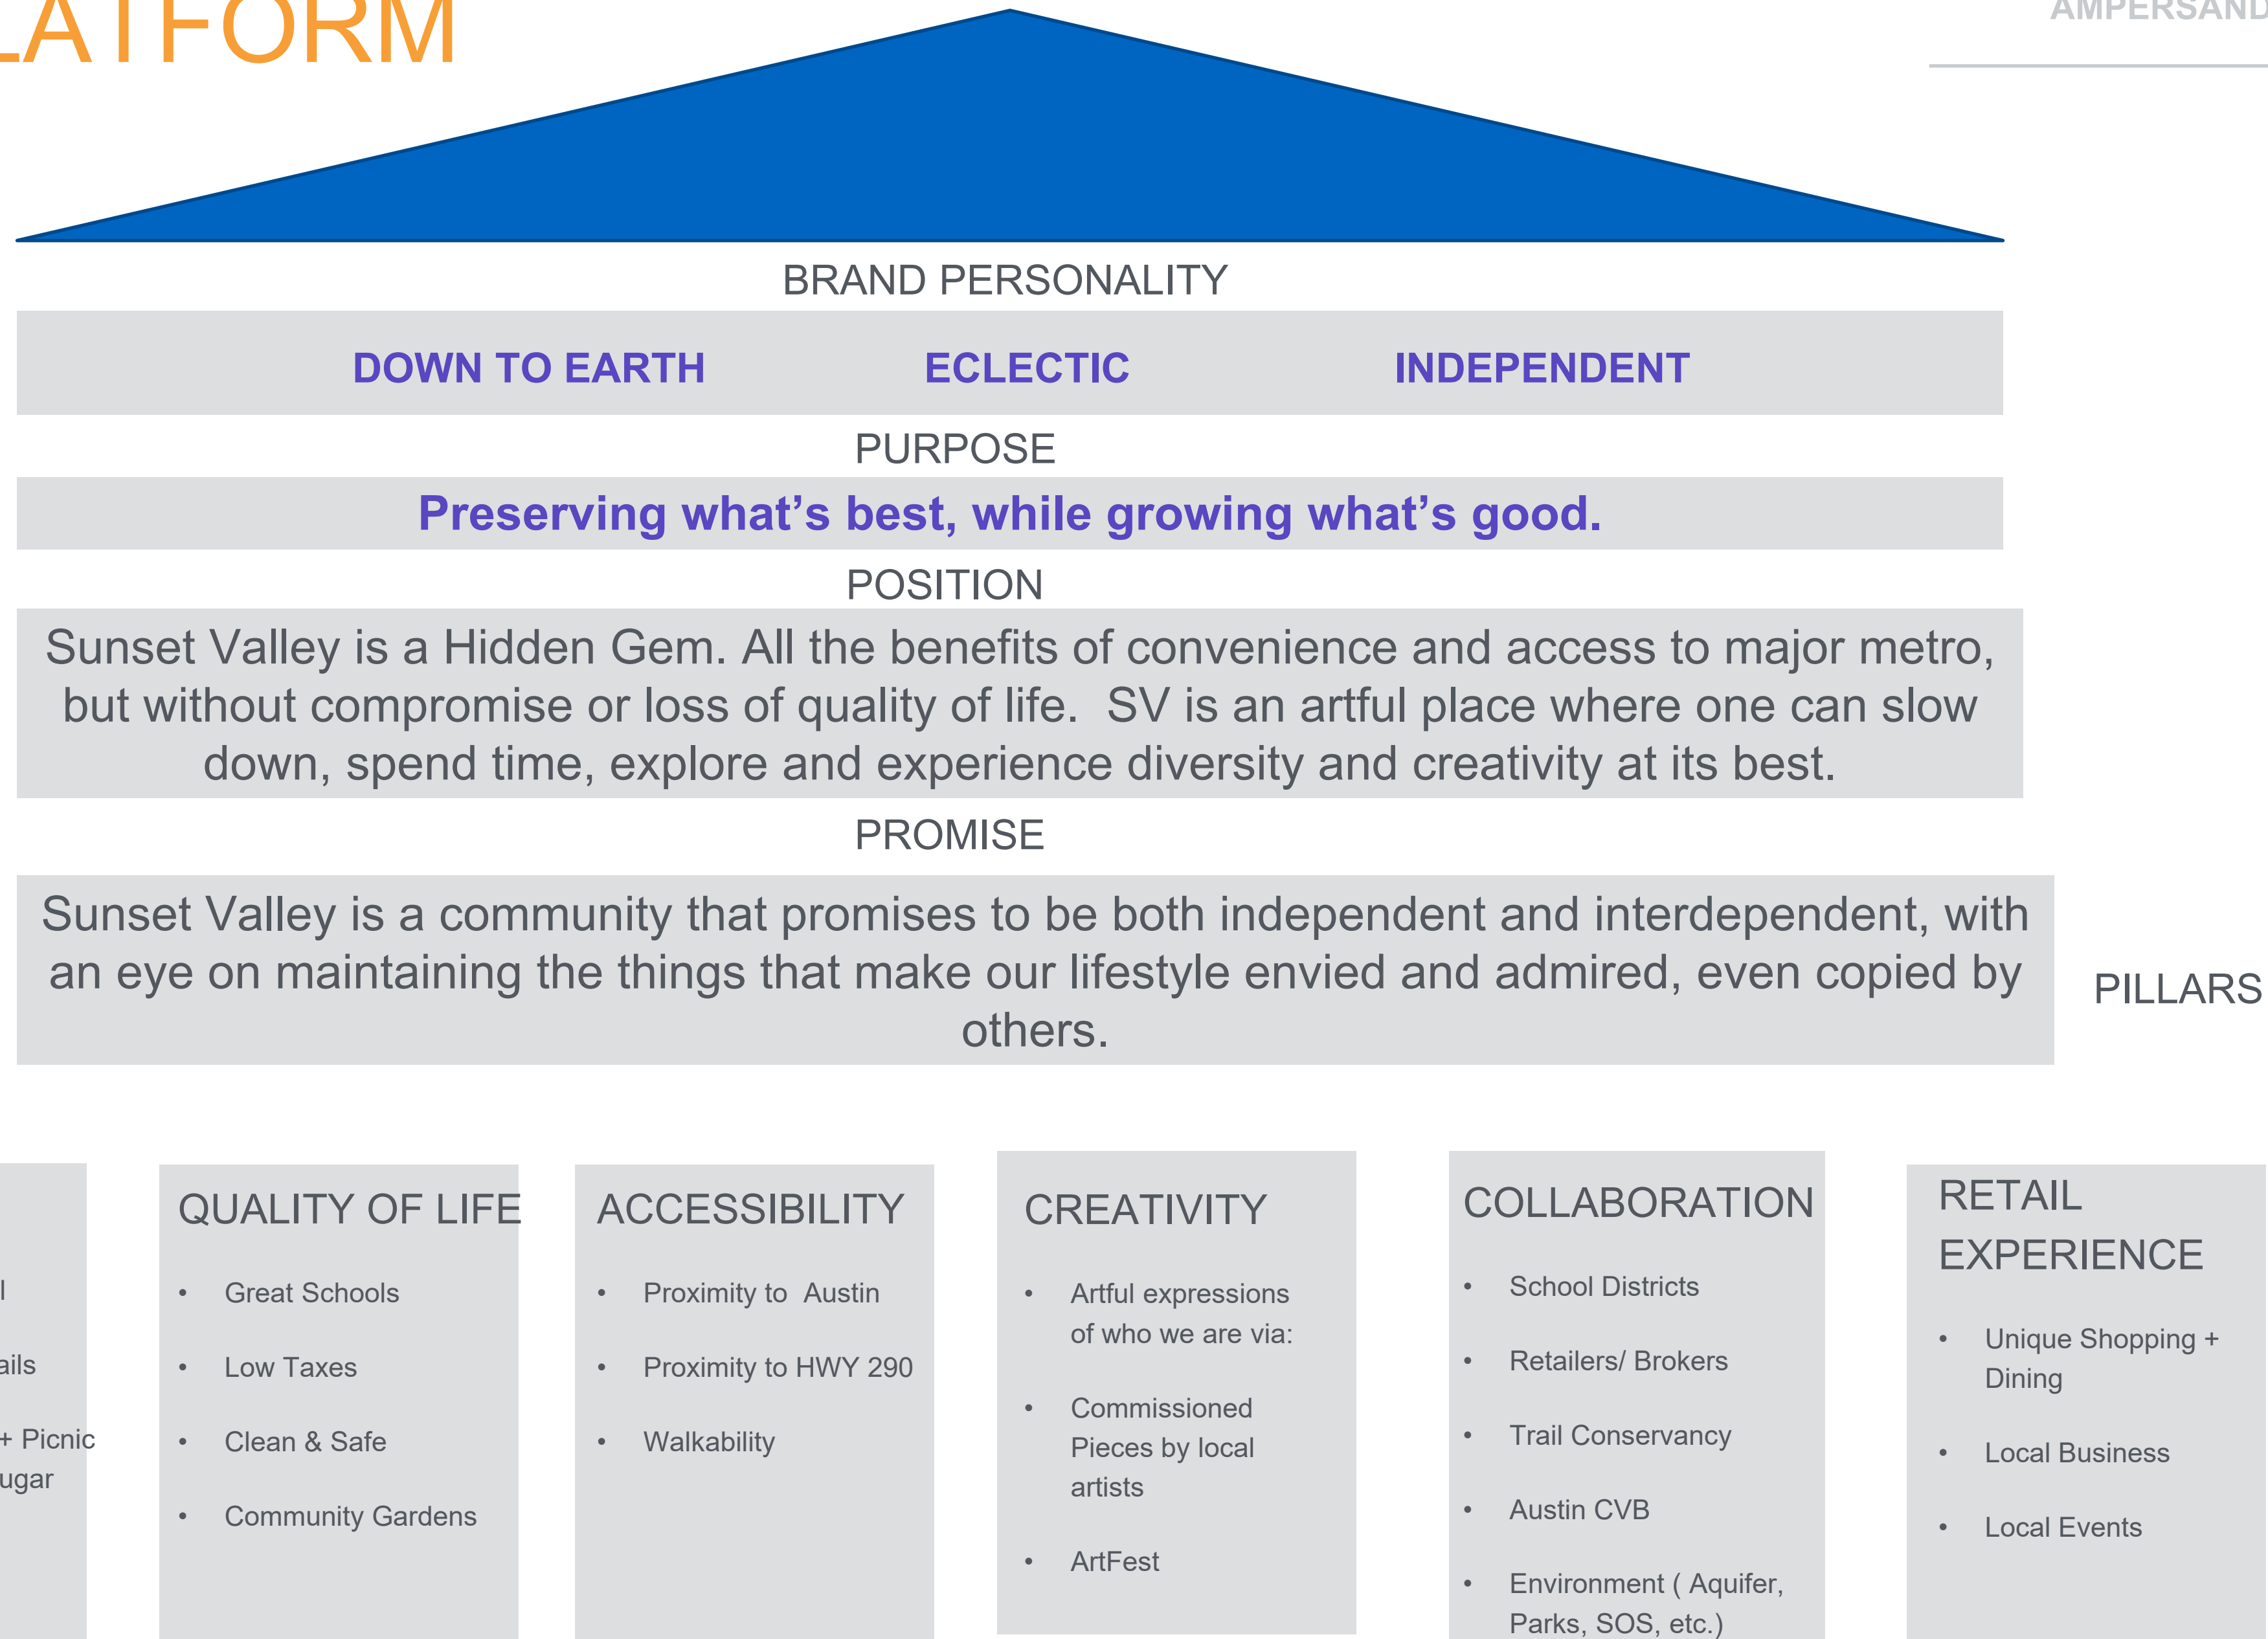 AMPERSAND
BRAND PERSONALITY
DOWN TO EARTH ECLECTIC INDEPENDENT
PURPOSE
Preserving what’s best, while growing what’s good.
POSITION
Sunset Valley is a Hidden Gem. All the benefits of convenience and access to major metro,
but without compromise or loss of quality of life.  SV is an artful place where one can slow
down, spend time, explore and experience diversity and creativity at its best.
PROMISE
Sunset Valley is a community that promises to be both independent and interdependent, with
an eye on maintaining the things that make our lifestyle envied and admired, even copied by
others.
PILLARS
+ Picnic
QUALITY OF LIFE
• Great Schools
• Low Taxes
• Clean & Safe
• Community Gardens
ACCESSIBILITY
• Proximity to  Austin
• Proximity to HWY 290
• Walkability
CREATIVITY
• Artful expressions
of who we are via:
• Commissioned
Pieces by local
artists
• ArtFest
COLLABORATION
• School Districts
• Retailers/ Brokers
• Trail Conservancy
• Austin CVB
• Environment ( Aquifer,
Parks, SOS, etc.)
RETAIL
EXPERIENCE
• Unique Shopping +
Dining
• Local Business
• Local Events